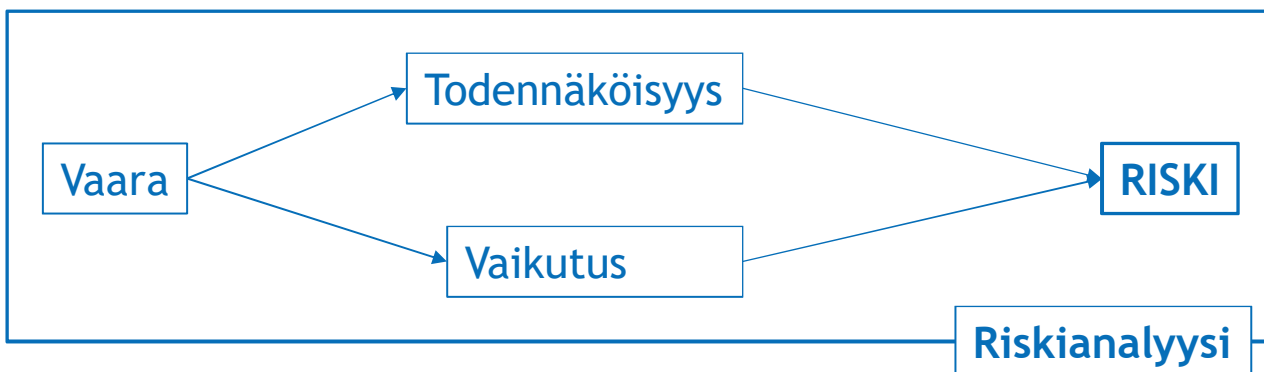 Todennäköisyys
Vaara
RISKI
Vaikutus
Riskianalyysi